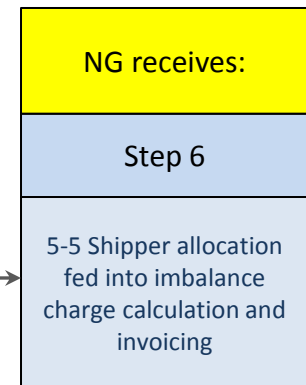 NG receives:
Step 6
5-5 Shipper allocation
fed into imbalance
charge calculation and
invoicing